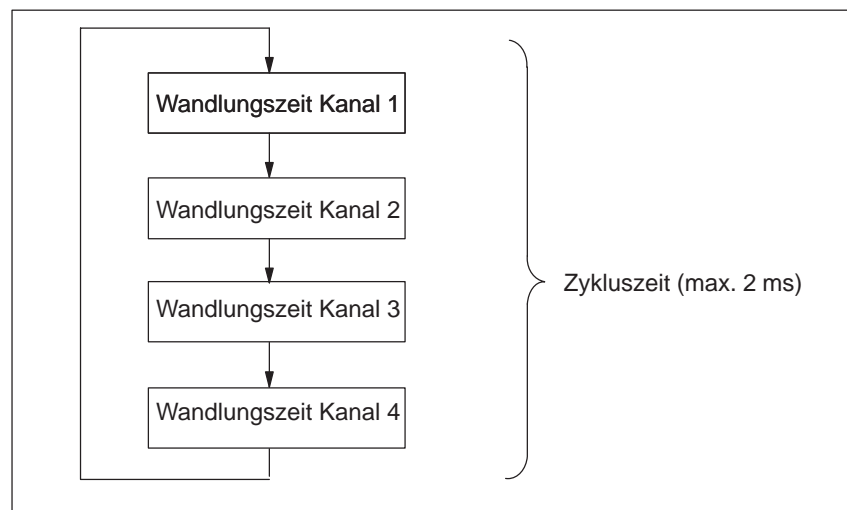 Wandlungszeit Kanal 1
Wandlungszeit Kanal 2
Wandlungszeit Kanal 3
Wandlungszeit Kanal 4
Zykluszeit (max. 2 ms)